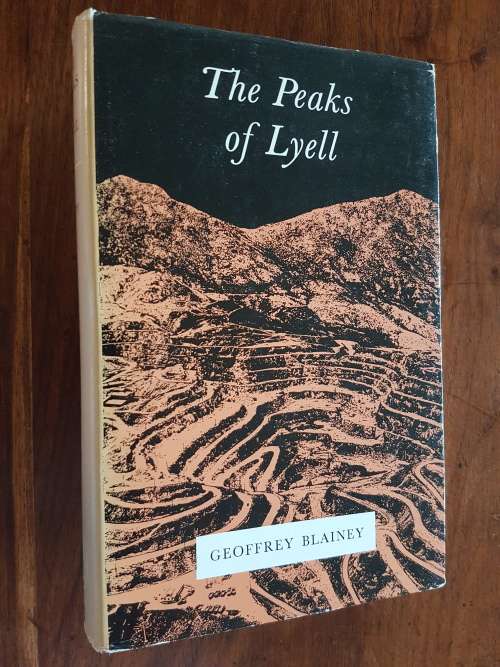 The Peaks
of Lyell
GEOFFREY BLAINEY